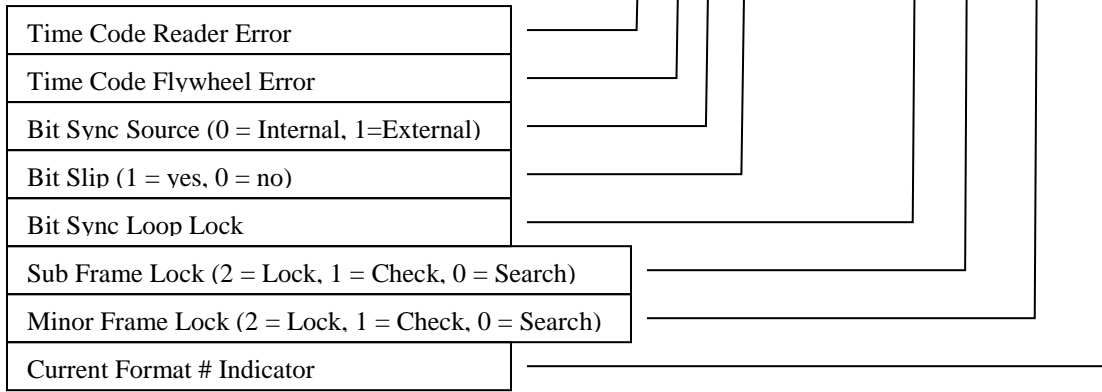 Time Code Reader Error
Time Code Flywheel Error
Bit Sync Source (0 = Internal, 1=External)
Bit Slip (1 = yes, 0 = no)
Bit Sync Loop Lock
Sub Frame Lock (2 = Lock, 1 = Check, 0 = Search)
Minor Frame Lock (2 = Lock, 1 = Check, 0 = Search)
Current Format # Indicator